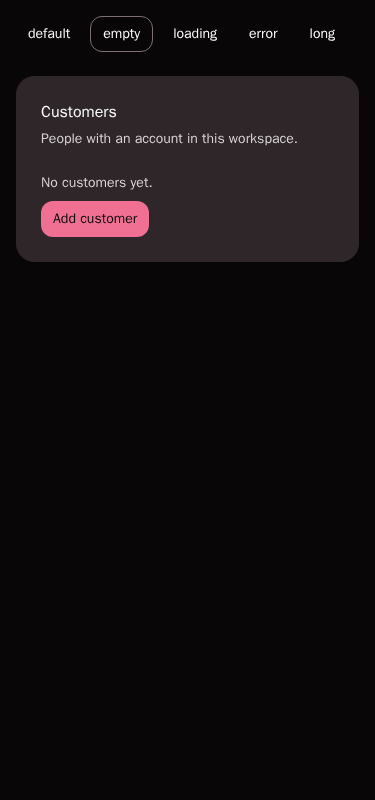 default empty loading error long
Customers
People with an account in this workspace.
No customers yet.
Add customer